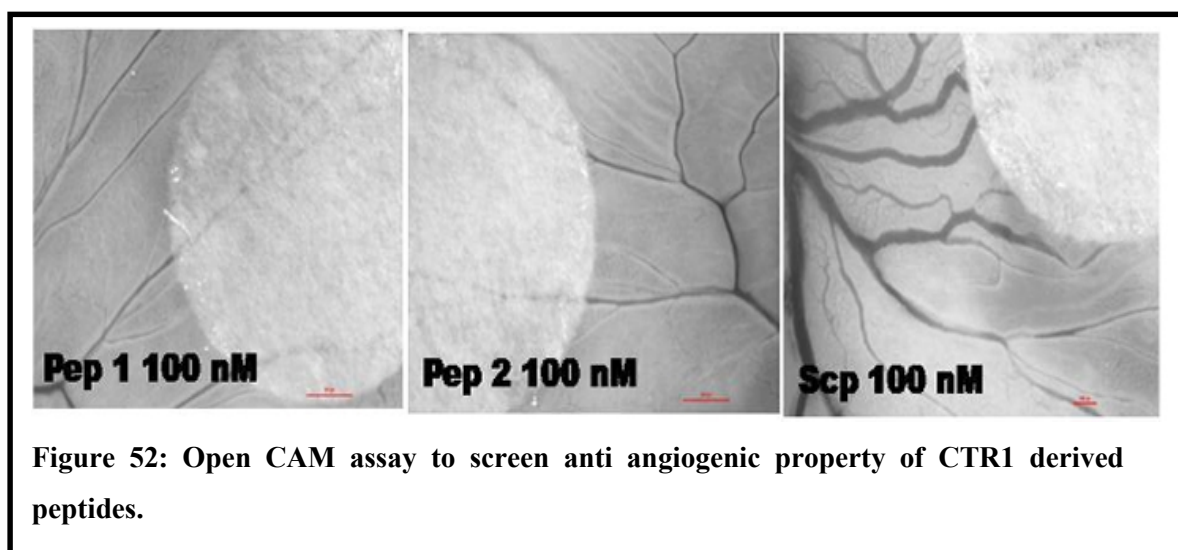 Pep 1 100 nM
Pep 2 100 nM
Scp 100 nM
Figure 52: Open CAM assay to screen anti angiogenic property of CTR1 derived
peptides.